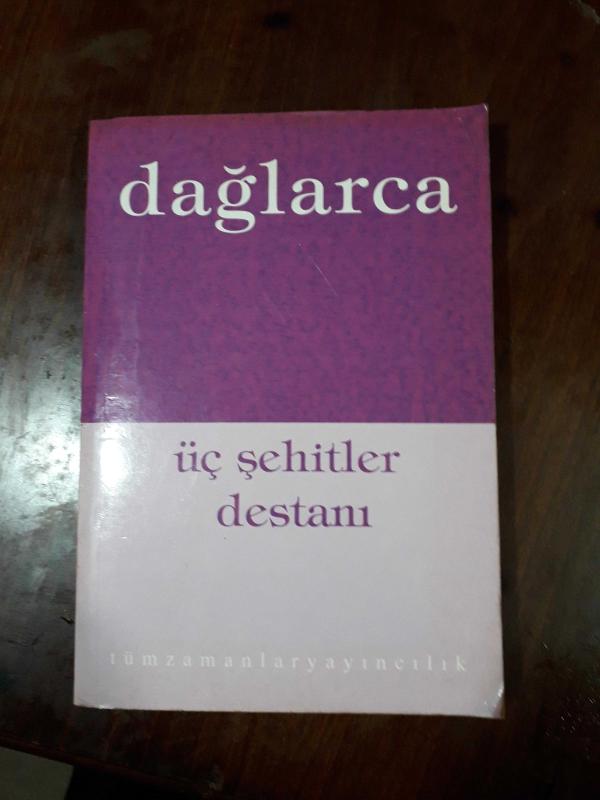 dağlarca
üç şehitler
destanı
tümzamanlaryayıncılık